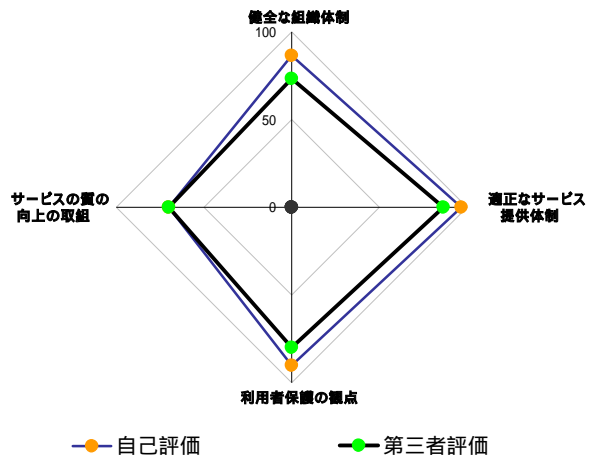 健全な組織体制
100
50
サービスの質の
向上の取組
0
適正なサービス
提供体制
利用者保護の観点
自己評価
第三者評価